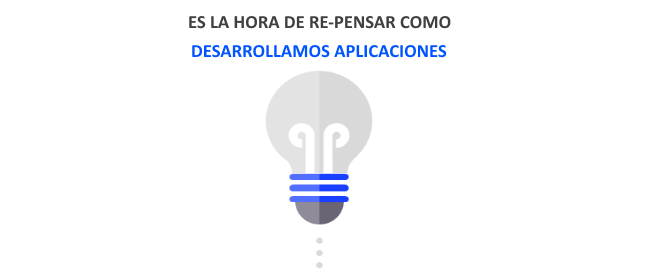 ES LA HORA DE RE-PENSAR COMO
DESARROLLAMOS APLICACIONES